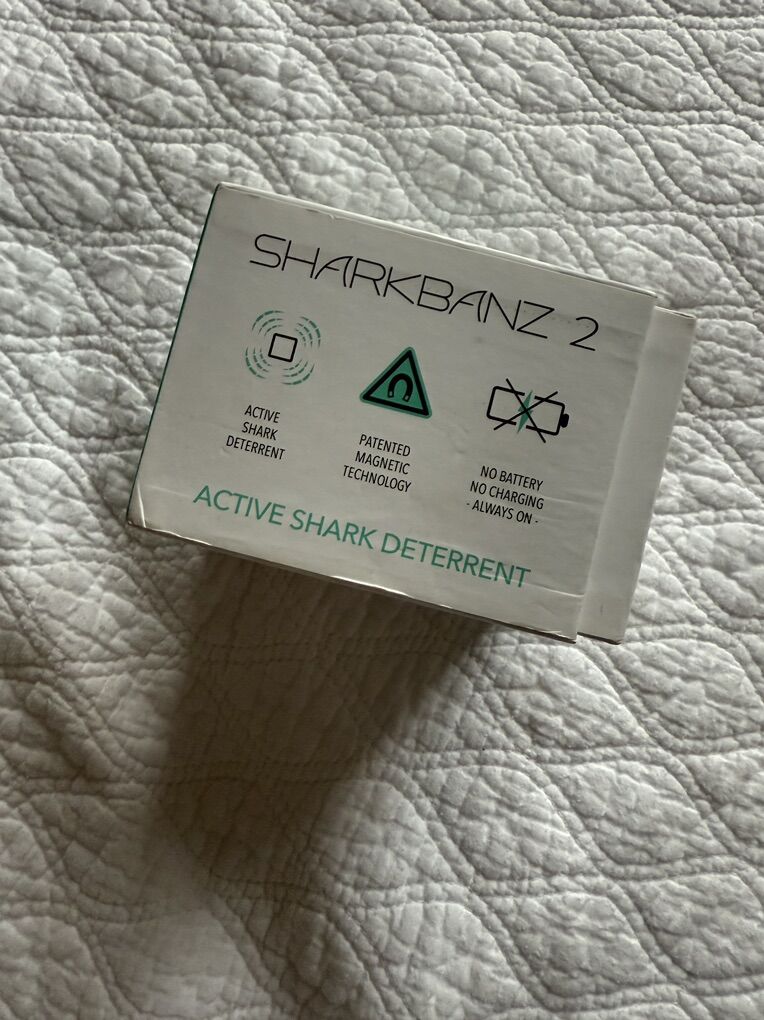 SHARKBANZ 2
ACTIVE
SHARK
DETERRENT
PATENTED
MAGNETIC
TECHNOLOGY
NO BATTERY
NO CHARGING
- ALWAYS ON -
ACTIVE SHARK DETERRENT